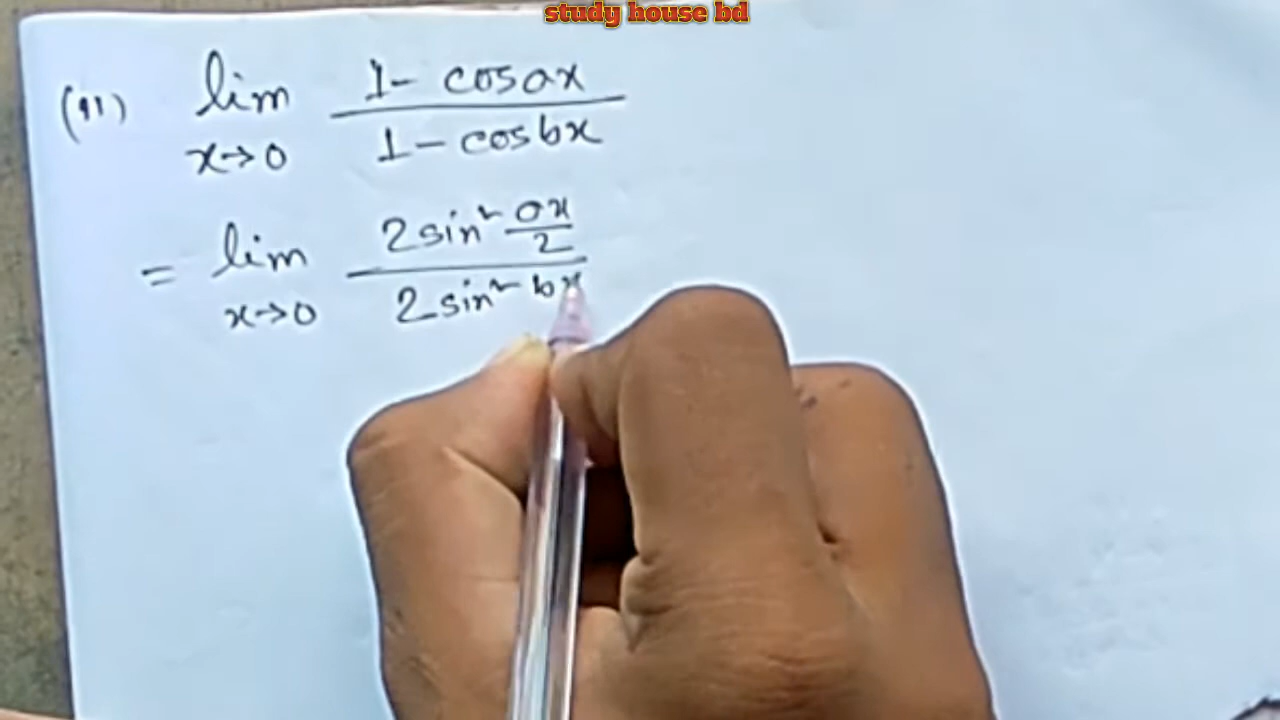 study house bd
(11) lim x→0 1 - cosax / 1 - cosbx
= lim x→0 2sin² ax/2 / 2sin² bx